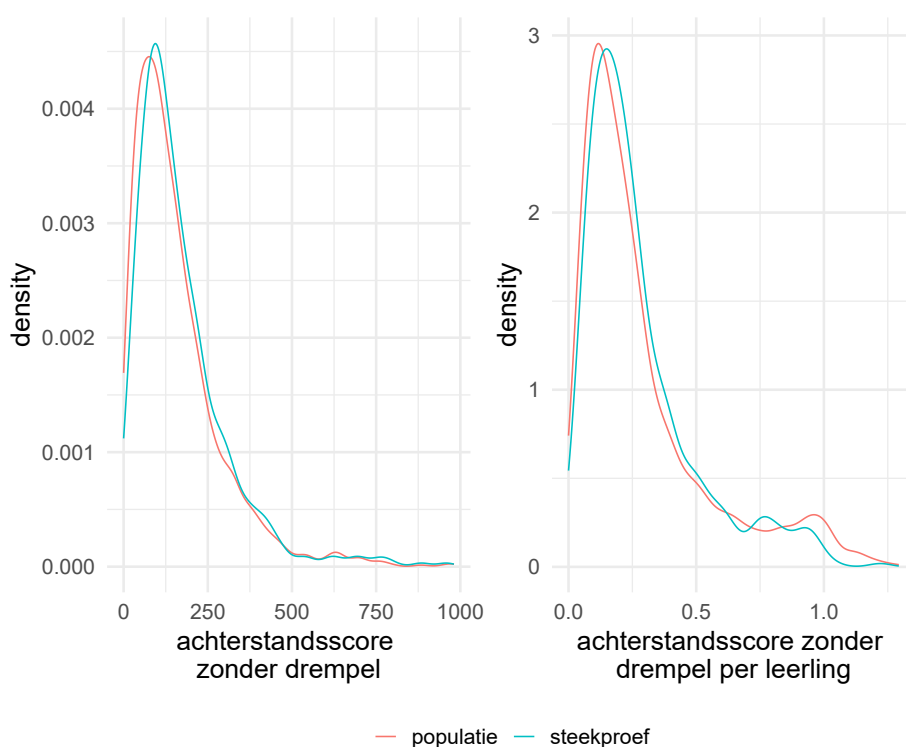 density
0.004
0.003
0.002
0.001
0.000
0 250 500 750 1000
achterstandsscore
zonder drempel
density
3
2
1
0
0.0 0.5 1.0
achterstandsscore zonder
drempel per leerling
populatie steekproef